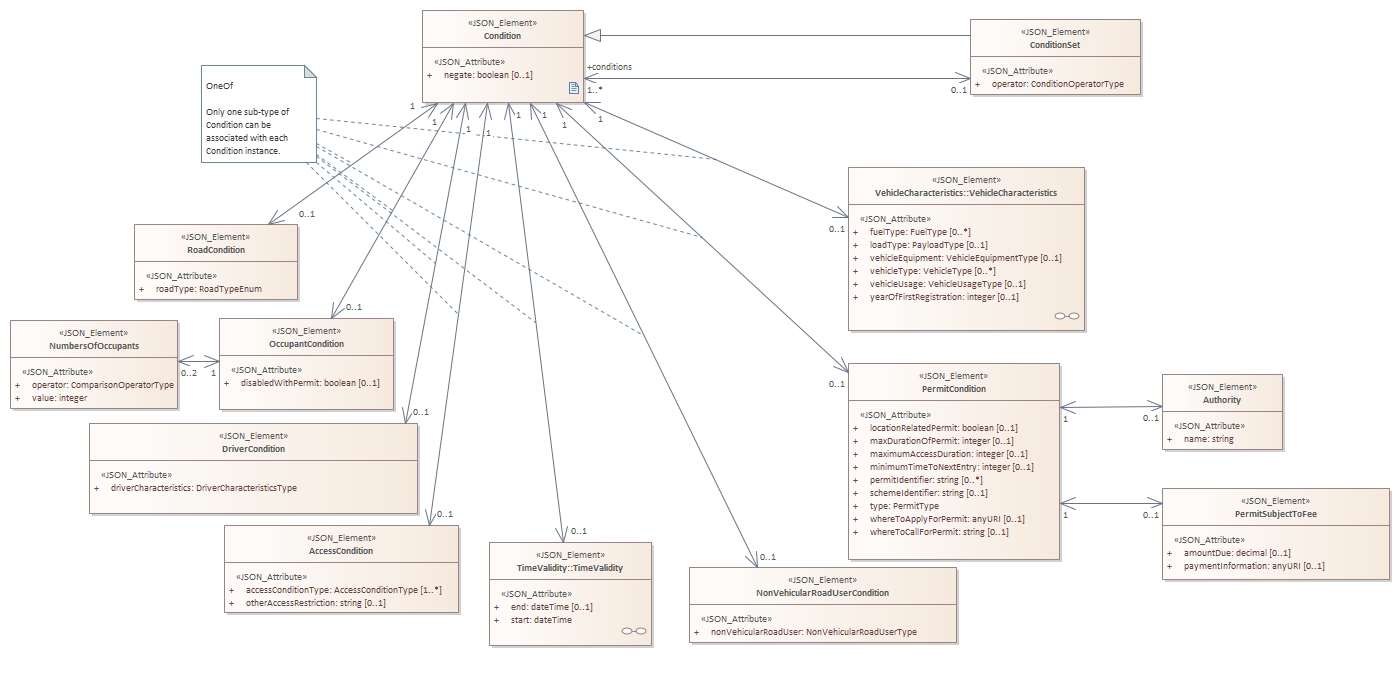 «JSON_Element»
Condition
«JSON_Attribute»
+ negate: boolean [0..1]
«JSON_Element»
ConditionSet
«JSON_Attribute»
+ operator: ConditionOperatorType
+conditions
1..*
0..1
OneOf
Only one sub-type of
Condition can be
associated with each
Condition instance.
1
1
1
1
1
1
1
1
«JSON_Element»
VehicleCharacteristics::VehicleCharacteristics
«JSON_Attribute»
+ fuelType: FuelType [0..*]
+ loadType: PayloadType [0..1]
+ vehicleEquipment: VehicleEquipmentType [0..1]
+ vehicleType: VehicleType [0..*]
+ vehicleUsage: VehicleUsageType [0..1]
+ yearOfFirstRegistration: integer [0..1]
0..1
0..1
«JSON_Element»
RoadCondition
«JSON_Attribute»
+ roadType: RoadTypeEnum
0..1
«JSON_Element»
NumbersOfOccupants
«JSON_Attribute»
+ operator: ComparisonOperatorType
+ value: integer
0..2
1
«JSON_Element»
OccupantCondition
«JSON_Attribute»
+ disabledWithPermit: boolean [0..1]
0..1
«JSON_Element»
PermitCondition
«JSON_Attribute»
+ locationRelatedPermit: boolean [0..1]
+ maxDurationOfPermit: integer [0..1]
+ maximumAccessDuration: integer [0..1]
+ minimumTimeToNextEntry: integer [0..1]
+ permitIdentifier: string [0..*]
+ schemeIdentifier: string [0..1]
+ type: PermitType
+ whereToApplyForPermit: anyURI [0..1]
+ whereToCallForPermit: string [0..1]
1
0..1
«JSON_Element»
Authority
«JSON_Attribute»
+ name: string
0..1
«JSON_Element»
DriverCondition
«JSON_Attribute»
+ driverCharacteristics: DriverCharacteristicsType
1
0..1
«JSON_Element»
PermitSubjectToFee
«JSON_Attribute»
+ amountDue: decimal [0..1]
+ paymentInformation: anyURI [0..1]
0..1
«JSON_Element»
AccessCondition
«JSON_Attribute»
+ accessConditionType: AccessConditionType [1..*]
+ otherAccessRestriction: string [0..1]
0..1
«JSON_Element»
TimeValidity::TimeValidity
«JSON_Attribute»
+ end: dateTime [0..1]
+ start: dateTime
0..1
«JSON_Element»
NonVehicularRoadUserCondition
«JSON_Attribute»
+ nonVehicularRoadUser: NonVehicularRoadUserType